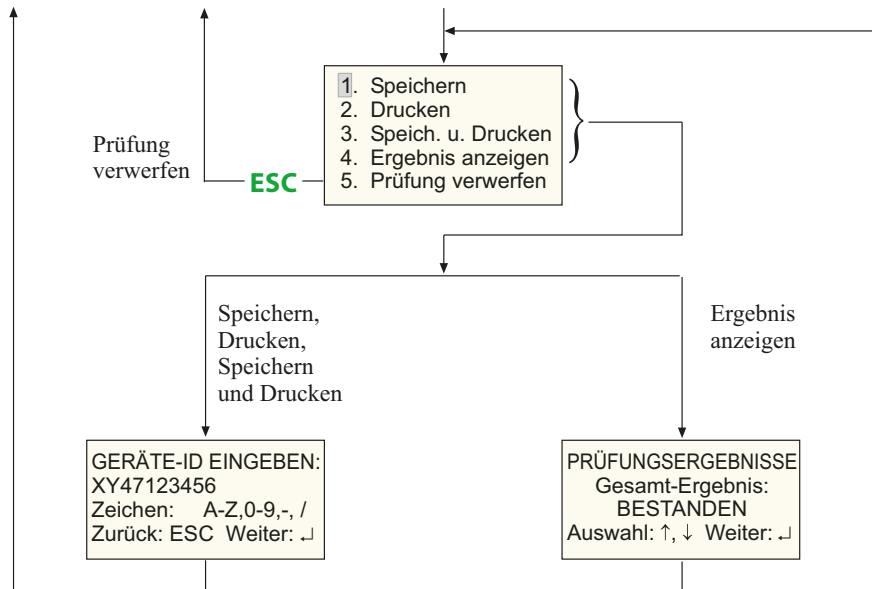 1. Speichern
2. Drucken
3. Speich. u. Drucken
4. Ergebnis anzeigen
5. Prüfung verwerfen
Prüfung
verwerfen
ESC
Speichern,
Drucken,
Speichern
und Drucken
Ergebnis
anzeigen
GERÄTE-ID EINGEBEN:
XY47123456
Zeichen: A-Z,0-9,-, /
Zurück: ESC Weiter: ↵
PRÜFUNGSERGEBNISSE
Gesamt-Ergebnis:
BESTANDEN
Auswahl: ↑, ↓ Weiter: ↵